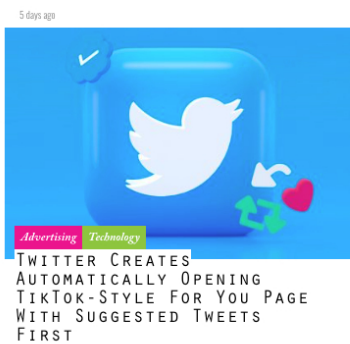 5 days ago
Advertising Technology
Twitter Creates
Automatically Opening
TikTok-Style For You Page
With Suggested Tweets
First